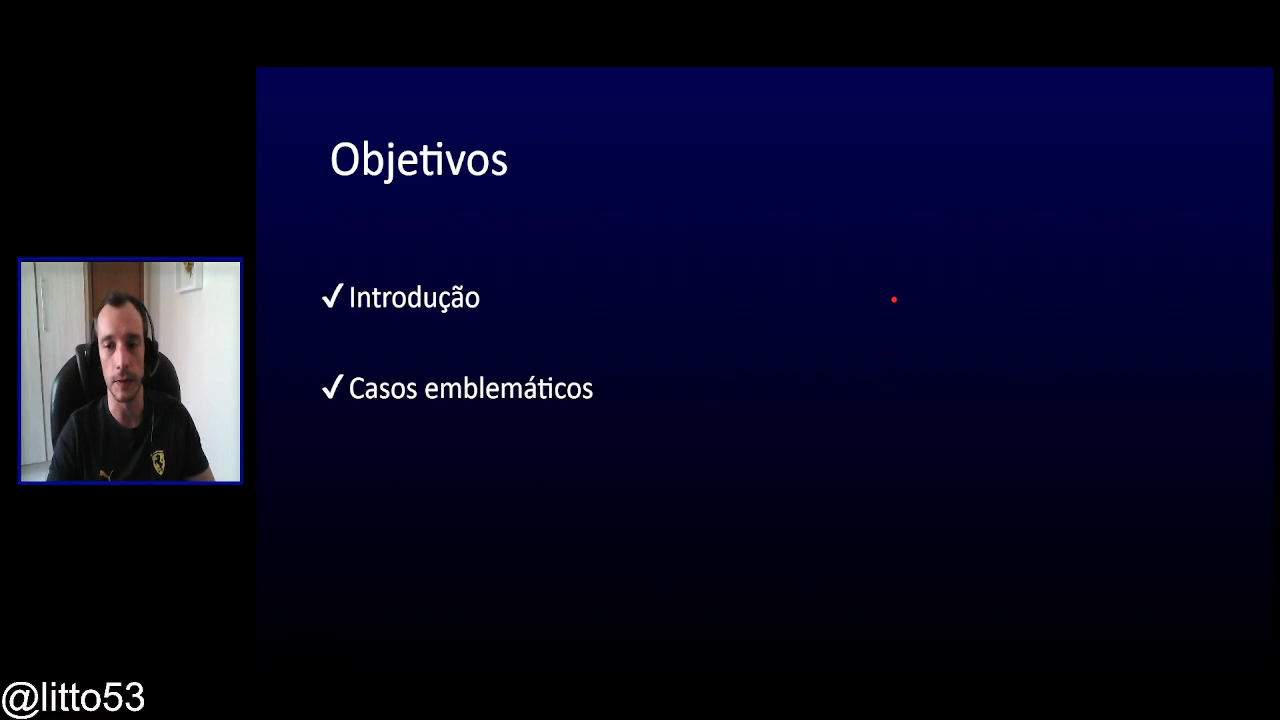 Objetivos
✓Introdução
✓Casos emblemáticos
@litto53